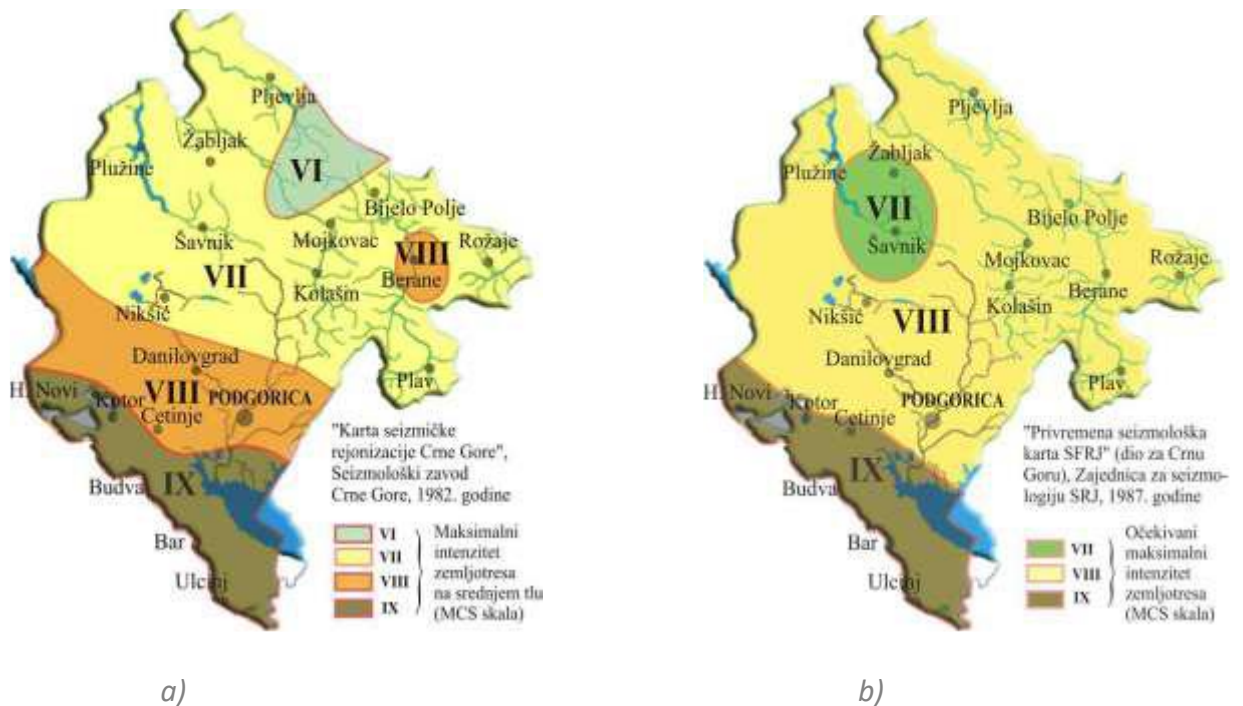 Pljevlja
Žabljak
VI
Plužine
Bijelo Polje
Šavnik
Mojkovac
VIII
Rožaje
VII
Berane
Kolašin
Nikšić
Danilovgrad
VIII
Plav
H. Novi
Kotor
PODGORICA
Cetinje
IX
Budva
Bar
Ulcinj
"Karta seizmičke
rejonizacije Crne Gore",
Seizmološki zavod
Crne Gore, 1982. godine
VI
VII
VIII
IX
Maksimalni
intenzitet
zemljotresa
na srednjem tlu
(MCS skala)
a)
Pljevlja
Žabljak
Plužine
VII
Bijelo Polje
Šavnik
Mojkovac
Rožaje
Berane
Kolašin
Nikšić
VIII
Danilovgrad
Plav
H. Novi
Kotor
PODGORICA
Cetinje
IX
Budva
Bar
Ulcinj
"Privremena seizmološka
karta SFRJ" (dio za Crnu
Goru), Zajednica za seizmo-
logiju SRJ, 1987. godine
VII
VIII
IX
Očekivani
maksimalni
intenzitet
zemljotresa
(MCS skala)
b)